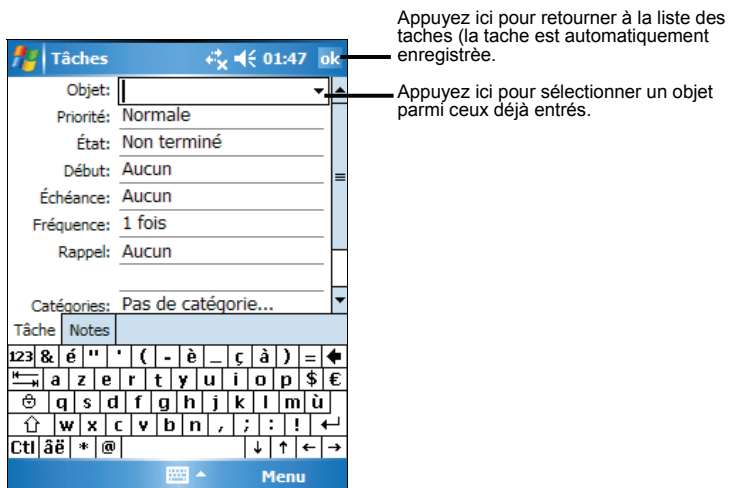 Appuyez ici pour retourner à la liste des
taches (la tache est automatiquement
enregistrèe.
Appuyez ici pour sélectionner un objet
parmi ceux déjà entrés.
Tâches 01:47 ok
Objet:
Priorité: Normale
État: Non terminé
Début: Aucun
Échéance: Aucun
Fréquence: 1 fois
Rappel: Aucun
Catégories: Pas de catégorie...
Tâche Notes
123 & é " ' ( - è _ ç à ) =
a z e r t y u i o p $ €
q s d f g h j k l m ù
w x c v b n , ; : !
Ctl âë * @ ↓ ↑ ← →
Menu